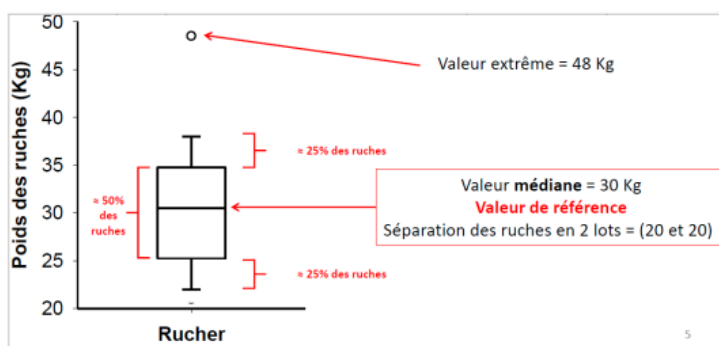 Poids des ruches (Kg)
50
45
40
35
30
25
20
Valeur extrême = 48 Kg
≈ 25% des ruches
≈ 50%
des
ruches
Valeur médiane = 30 Kg
Valeur de référence
Séparation des ruches en 2 lots = (20 et 20)
≈ 25% des ruches
Rucher
5